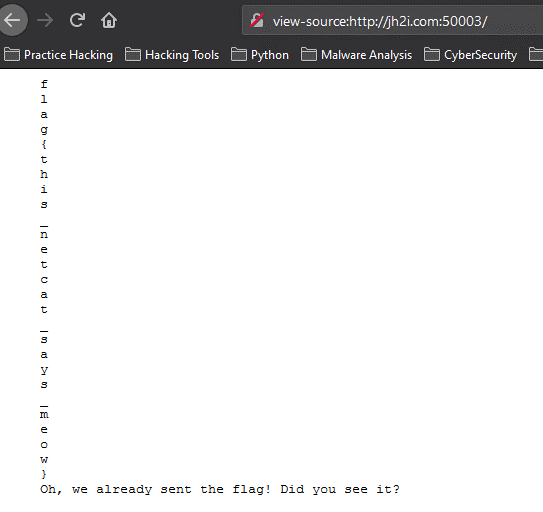 view-source:http://jh2i.com:50003/
Practice Hacking Hacking Tools Python Malware Analysis CyberSecurity
f
l
a
g
{
t
h
i
s
_
n
e
t
c
a
t
_
s
a
y
s
_
m
e
o
w
}
Oh, we already sent the flag! Did you see it?